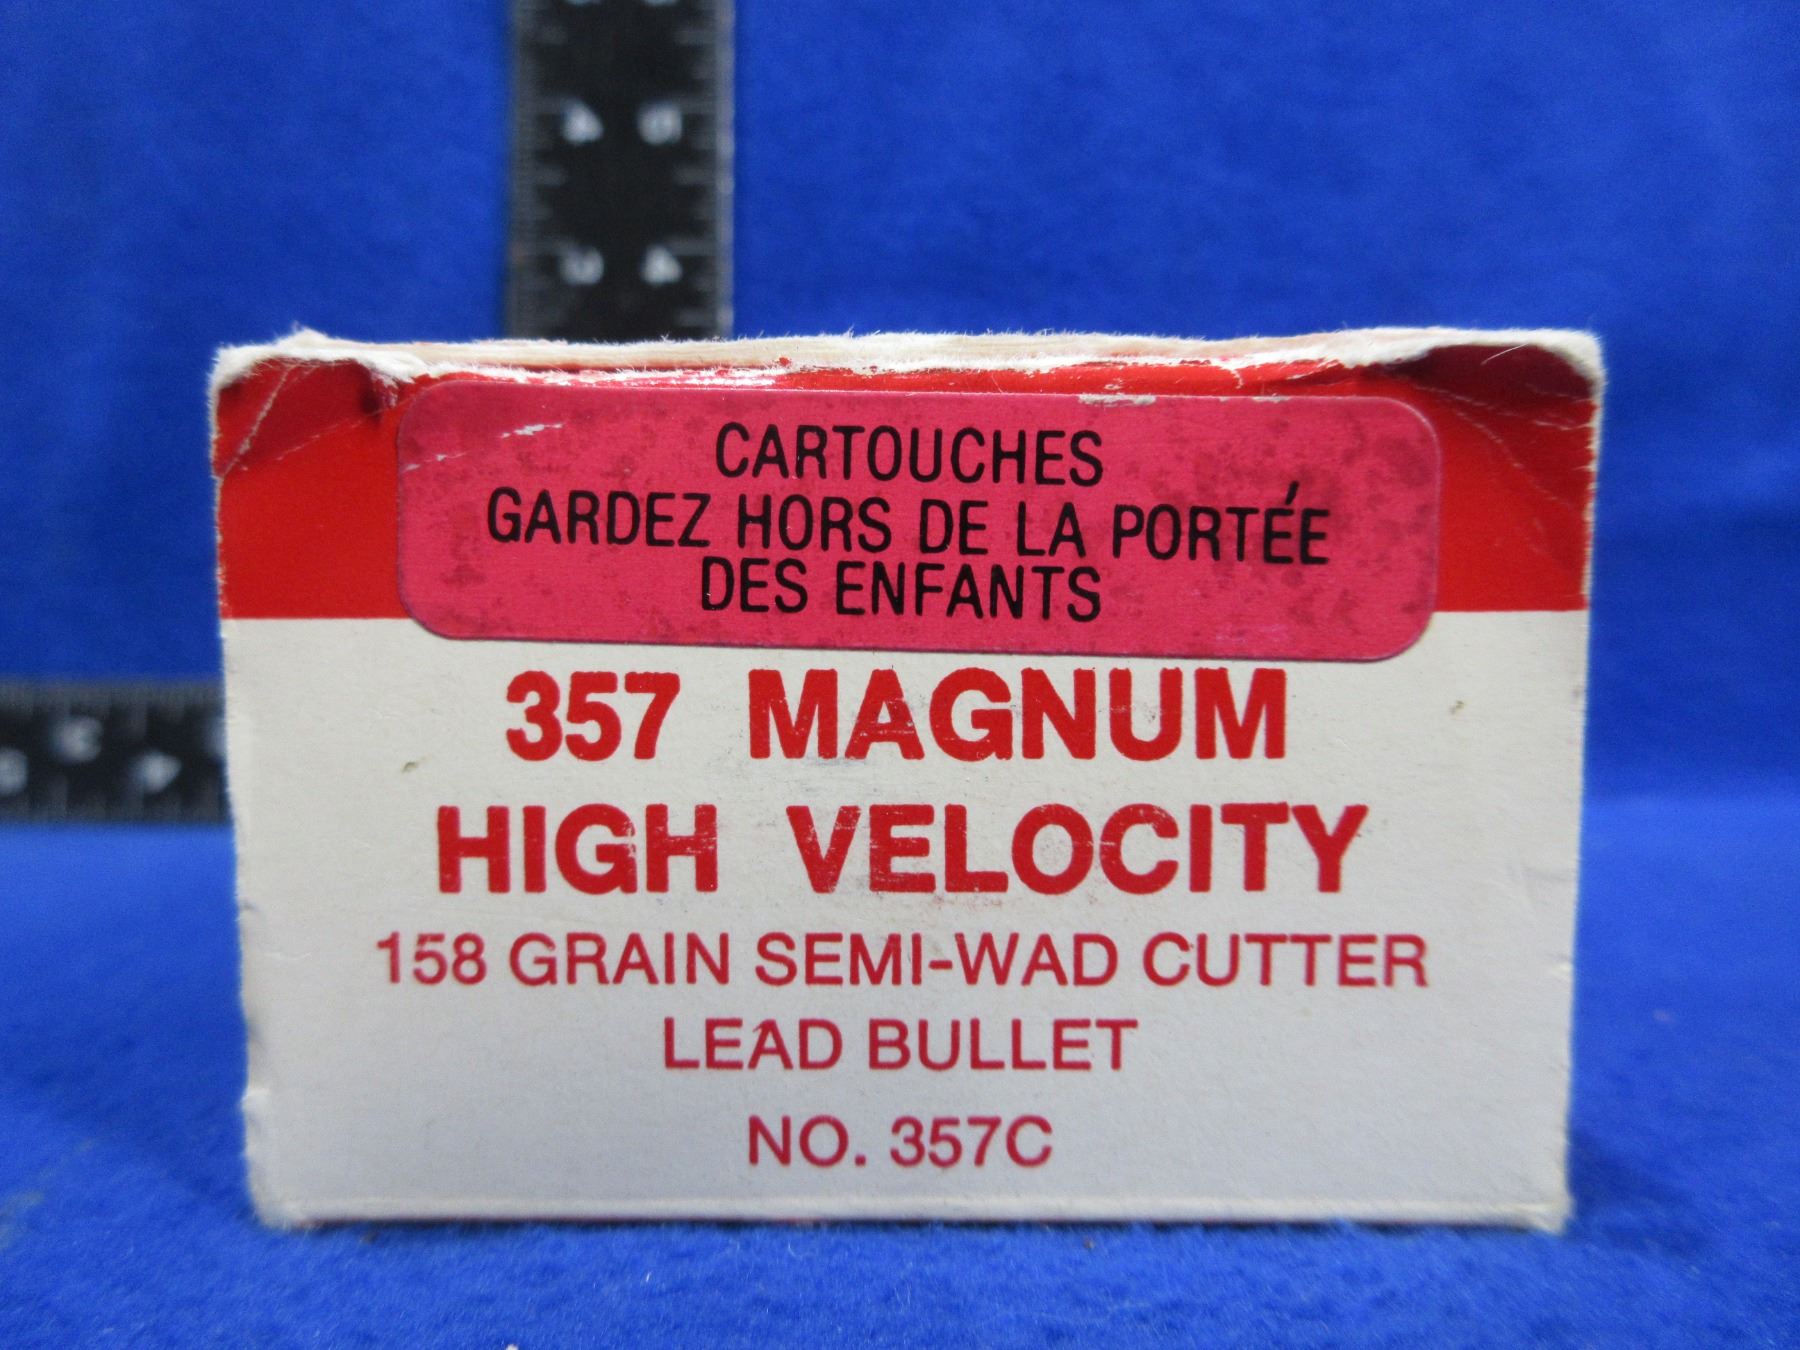 CARTOUCHES
GARDEZ HORS DE LA PORTÉE
DES ENFANTS
357 MAGNUM
HIGH VELOCITY
158 GRAIN SEMI-WAD CUTTER
LEAD BULLET
NO. 357C